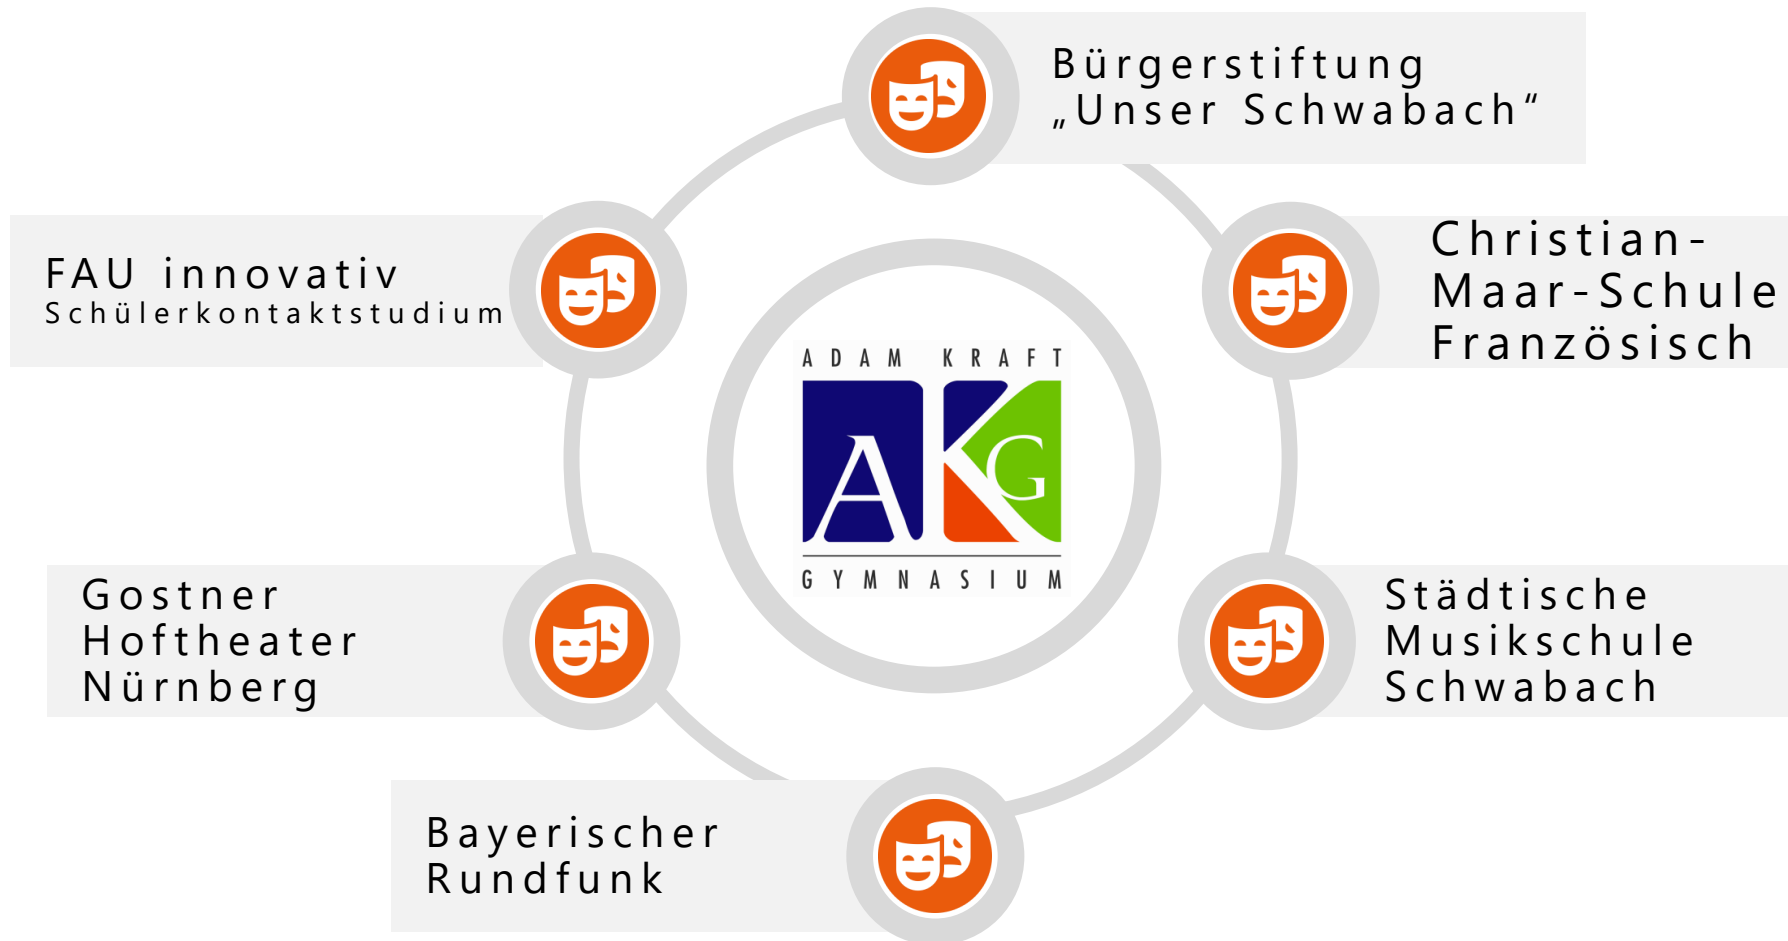 Bürgerstiftung
„Unser Schwabach“
FAU innovativ
Schülerkontaktstudium
Christian-
Maar-Schule
Französisch
ADAM KRAFT
AKG
GYMNASIUM
Gostner
Hoftheater
Nürnberg
Städtische
Musikschule
Schwabach
Bayerischer
Rundfunk